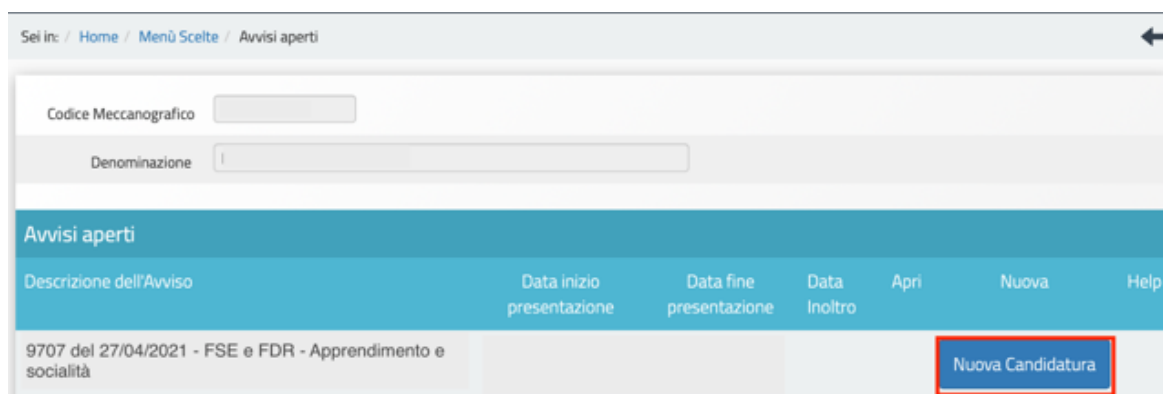 Sei in: / Home / Menù Scelte / Avvisi aperti
Codice Meccanografico
Denominazione
Avvisi aperti
Descrizione dell'Avviso
Data inizio
presentazione
Data fine
presentazione
Data
Inoltro
Apri
Nuova
Help
9707 del 27/04/2021 - FSE e FDR - Apprendimento e
socialità
Nuova Candidatura